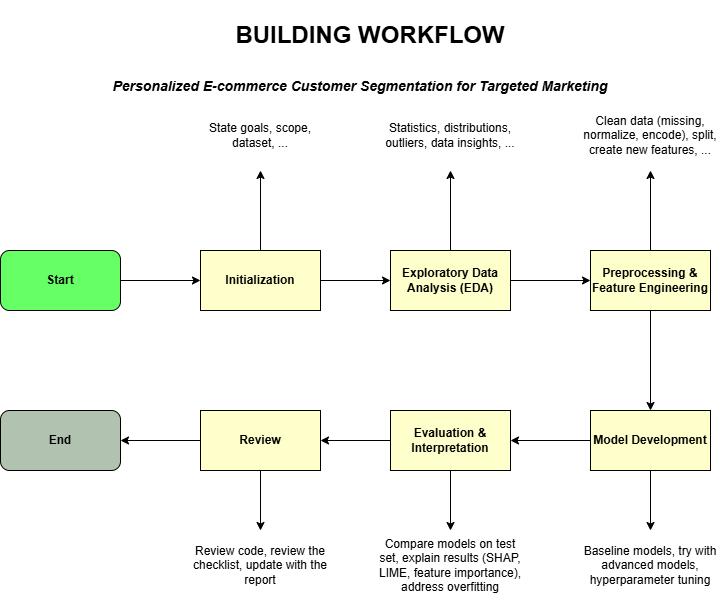 BUILDING WORKFLOW
Personalized E-commerce Customer Segmentation for Targeted Marketing
State goals, scope,
dataset, ...
Statistics, distributions,
outliers, data insights, ...
Clean data (missing,
normalize, encode), split,
create new features, ...
Start
Initialization
Exploratory Data
Analysis (EDA)
Preprocessing &
Feature Engineering
End
Review
Evaluation &
Interpretation
Model Development
Review code, review the
checklist, update with the
report
Compare models on test
set, explain results (SHAP,
LIME, feature importance),
address overfitting
Baseline models, try with
advanced models,
hyperparameter tuning